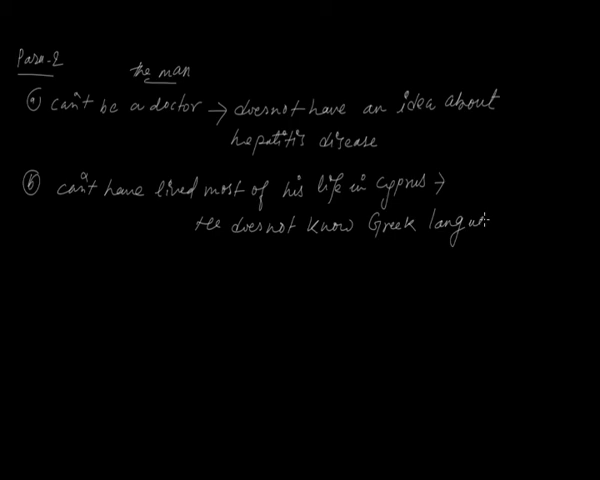 Para-2
the man
(a) can't be a doctor → doesnot have an idea about
hepatitis disease
(b) can't have lived most of his life in Cyprus →
He doesnot know Greek langua